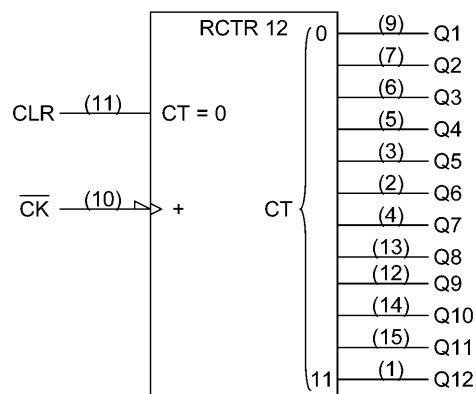 RCTR 12
0 (9) Q1
(7) Q2
(6) Q3
CLR (11) CT = 0
(5) Q4
(3) Q5
(2) Q6
C̅K̅ (10) + CT
(4) Q7
(13) Q8
(12) Q9
(14) Q10
(15) Q11
11 (1) Q12